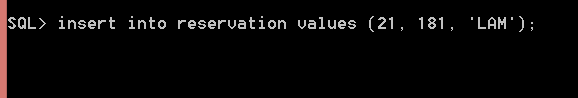 SQL> insert into reservation values (21, 181, 'LAM');